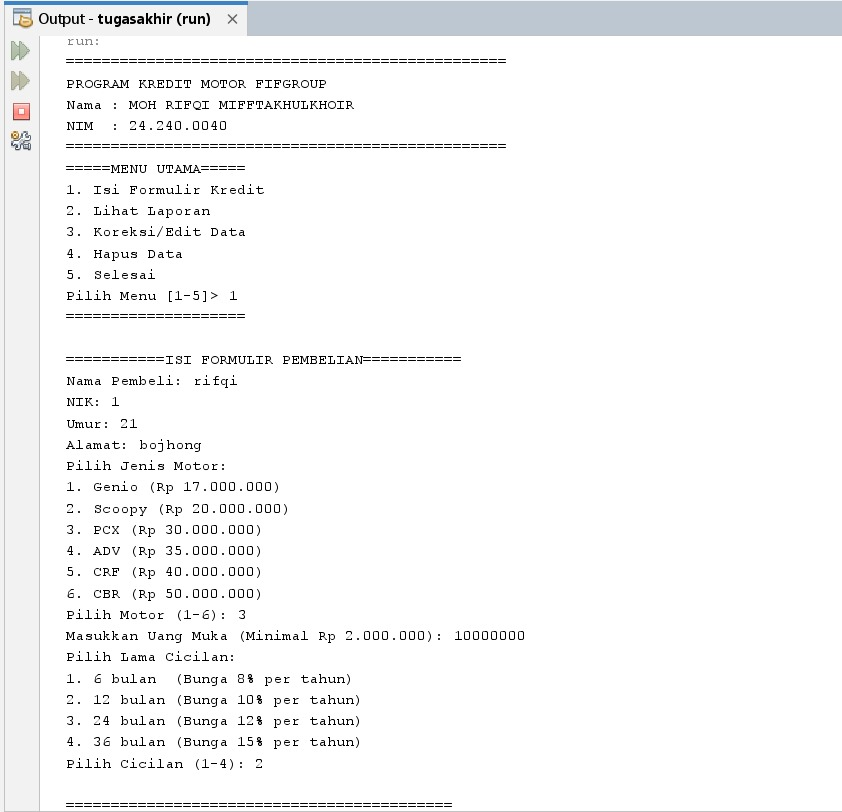 Output - tugasakhir (run)
run:
=================================================
PROGRAM KREDIT MOTOR FIFGROUP
Nama : MOH RIFQI MIFFTAKHULKHOIR
NIM  : 24.240.0040
=================================================
=====MENU UTAMA=====
1. Isi Formulir Kredit
2. Lihat Laporan
3. Koreksi/Edit Data
4. Hapus Data
5. Selesai
Pilih Menu [1-5]> 1
====================
===========ISI FORMULIR PEMBELIAN===========
Nama Pembeli: rifqi
NIK: 1
Umur: 21
Alamat: bojhong
Pilih Jenis Motor:
1. Genio (Rp 17.000.000)
2. Scoopy (Rp 20.000.000)
3. PCX (Rp 30.000.000)
4. ADV (Rp 35.000.000)
5. CRF (Rp 40.000.000)
6. CBR (Rp 50.000.000)
Pilih Motor (1-6): 3
Masukkan Uang Muka (Minimal Rp 2.000.000): 10000000
Pilih Lama Cicilan:
1. 6 bulan  (Bunga 8% per tahun)
2. 12 bulan (Bunga 10% per tahun)
3. 24 bulan (Bunga 12% per tahun)
4. 36 bulan (Bunga 15% per tahun)
Pilih Cicilan (1-4): 2
===========================================